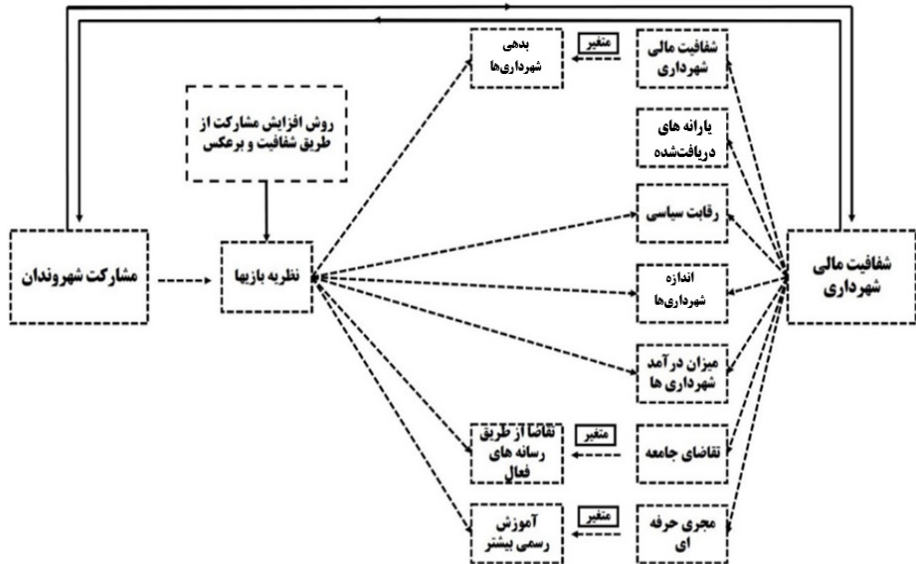 شفافیت مالی
شهرداری
متغیر
بدهی
شهرداری‌ها
یارانه های
دریافت‌شده
روش افزایش مشارکت از
طریق شفافیت و برعکس
رقابت سیاسی
شفافیت مالی
شهرداری
اندازه
شهرداری‌ها
نظریه بازیها
مشارکت شهروندان
میزان درآمد
شهرداری ها
تقاضای جامعه
متغیر
تقاضا از طریق
رسانه های
فعال
مجری حرفه
ای
متغیر
آموزش
رسمی بیشتر